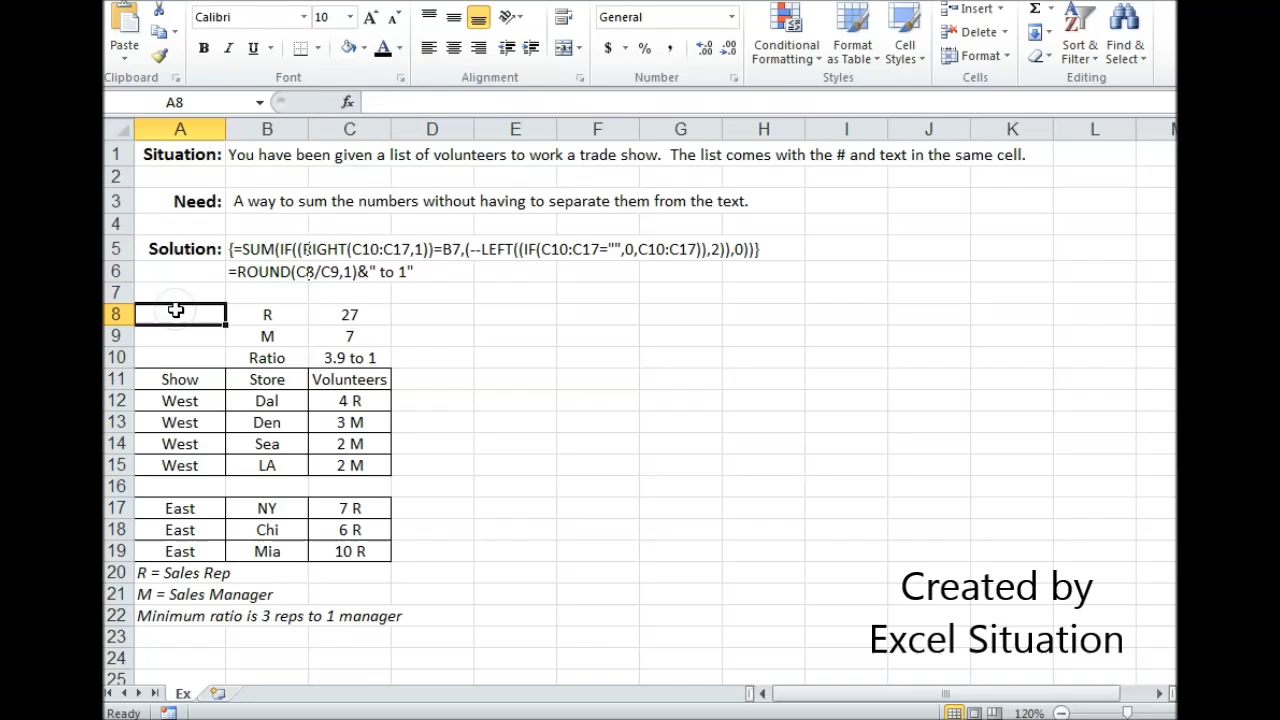 Calibri 10 General
Paste B I U $ % , Conditional Formatting Format as Table Cell Styles Insert Delete Format Σ Sort & Filter Find & Select
Clipboard Font Alignment Number Styles Cells Editing
A8 fx
A B C D E F G H I J K L
1 Situation: You have been given a list of volunteers to work a trade show. The list comes with the # and text in the same cell.
2
3 Need: A way to sum the numbers without having to separate them from the text.
4
5 Solution: {=SUM(IF((RIGHT(C10:C17,1))=B7,(--LEFT((IF(C10:C17="",0,C10:C17)),2)),0))}
6 =ROUND(C8/C9,1)&" to 1"
7
8 R 27
9 M 7
10 Ratio 3.9 to 1
11 Show Store Volunteers
12 West Dal 4 R
13 West Den 3 M
14 West Sea 2 M
15 West LA 2 M
16
17 East NY 7 R
18 East Chi 6 R
19 East Mia 10 R
20 R = Sales Rep
21 M = Sales Manager
22 Minimum ratio is 3 reps to 1 manager
23
24
25
Created by
Excel Situation
Ex
Ready 120%